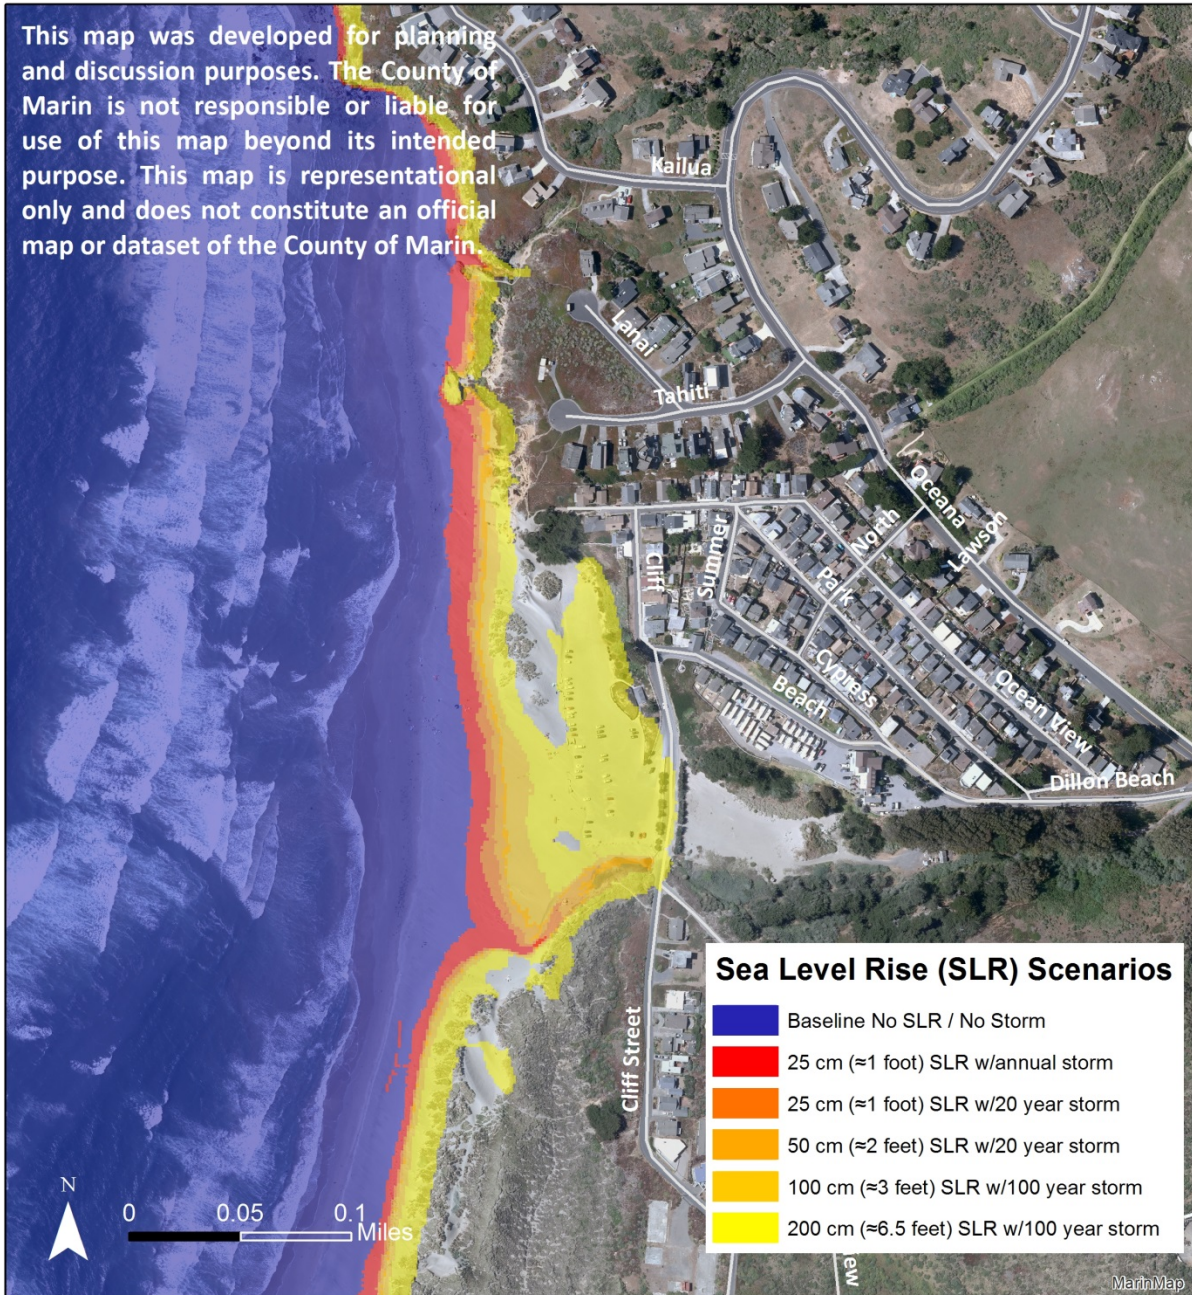 This map was developed for planning
and discussion purposes. The County of
Marin is not responsible or liable for
use of this map beyond its intended
purpose. This map is representational
only and does not constitute an official
map or dataset of the County of Marin.
Kailua
Lanai
Tahiti
Oceana
North
Lawson
Summer
Cliff
Park
Cypress
Beach
Ocean View
Dillon Beach
Cliff Street
Sea Level Rise (SLR) Scenarios
Baseline No SLR / No Storm
25 cm (≈1 foot) SLR w/annual storm
25 cm (≈1 foot) SLR w/20 year storm
50 cm (≈2 feet) SLR w/20 year storm
100 cm (≈3 feet) SLR w/100 year storm
200 cm (≈6.5 feet) SLR w/100 year storm
N
0 0.05 0.1
Miles
MarinMap